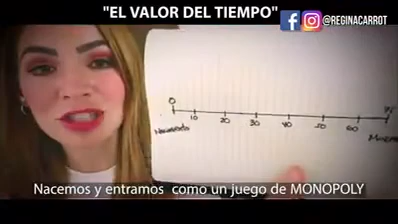 "EL VALOR DEL TIEMPO"
@REGINACARROT
0
10 20 30 40 50 60
Nacemos y entramos como un juego de MONOPOLY